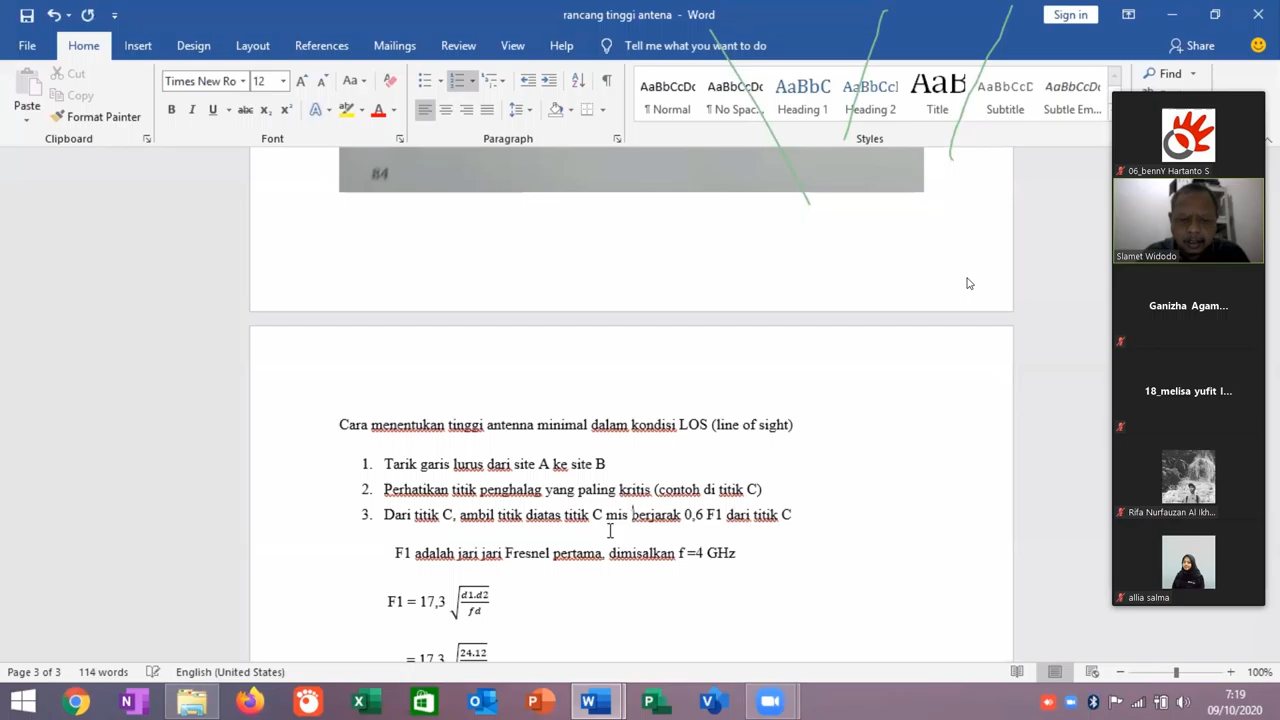 rancang tinggi antena - Word
Sign in
File Home Insert Design Layout References Mailings Review View Help Tell me what you want to do Share
Paste
Cut
Copy
Format Painter
Clipboard
Times New Ro 12
Font
Paragraph
AaBbCcDc AaBbCcDc AaBbC AaBbCcI AaB AaBbCcD AaBbCcDc
¶ Normal ¶ No Spac... Heading 1 Heading 2 Title Subtitle Subtle Em...
Styles
Find
84
Cara menentukan tinggi antenna minimal dalam kondisi LOS (line of sight)
1. Tarik garis lurus dari site A ke site B
2. Perhatikan titik penghalag yang paling kritis (contoh di titik C)
3. Dari titik C, ambil titik diatas titik C mis berjarak 0,6 F1 dari titik C
F1 adalah jari jari Fresnel pertama, dimisalkan f =4 GHz
F1 = 17,3 √(d1.d2/fd)
= 17,3 √24.12
06_bennY Hartanto S
Slamet Widodo
Ganizha Agam...
18_melisa yufit I...
Rifa Nurfauzan Al Ikh...
allia salma
Page 3 of 3 114 words English (United States) 100%
7:19
09/10/2020